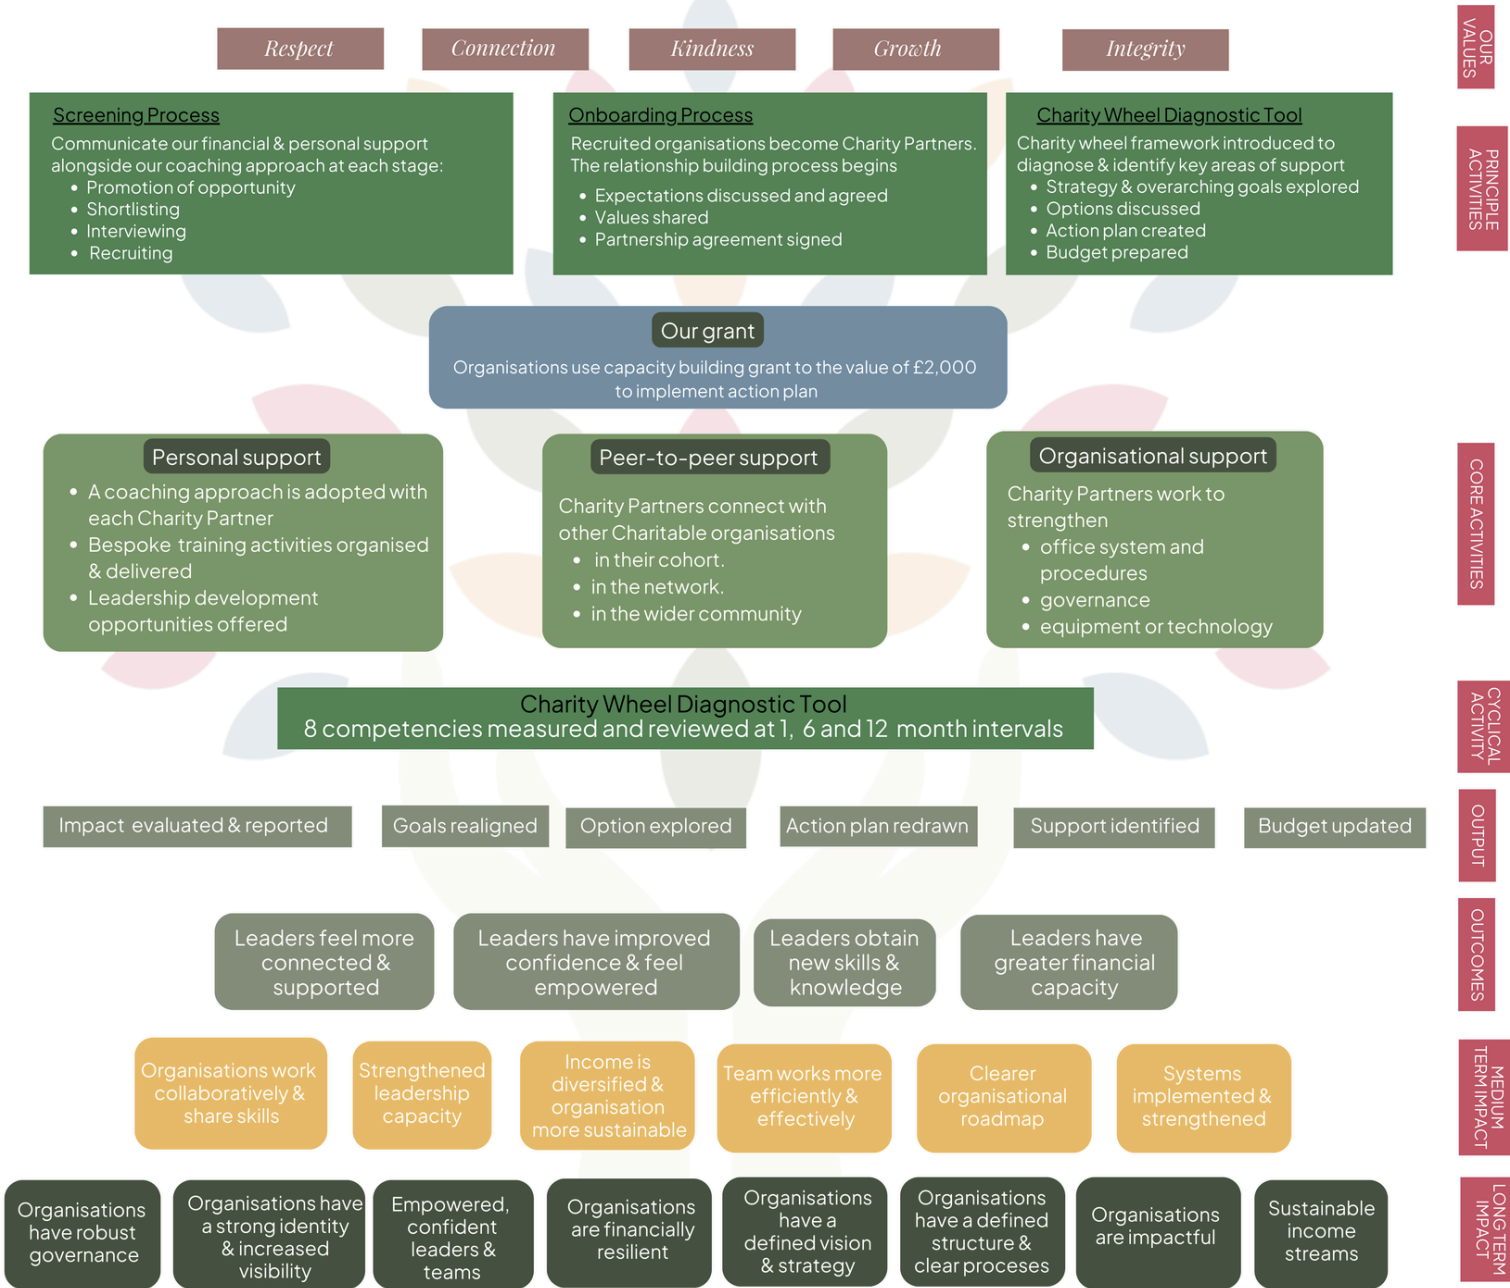 Respect
Connection
Kindness
Growth
Integrity
OUR
VALUES
Screening Process
Communicate our financial & personal support
alongside our coaching approach at each stage:
• Promotion of opportunity
• Shortlisting
• Interviewing
• Recruiting
Onboarding Process
Recruited organisations become Charity Partners.
The relationship building process begins
• Expectations discussed and agreed
• Values shared
• Partnership agreement signed
Charity Wheel Diagnostic Tool
Charity wheel framework introduced to
diagnose & identify key areas of support
• Strategy & overarching goals explored
• Options discussed
• Action plan created
• Budget prepared
PRINCIPLE
ACTIVITIES
Our grant
Organisations use capacity building grant to the value of £2,000
to implement action plan
Personal support
• A coaching approach is adopted with
each Charity Partner
• Bespoke training activities organised
& delivered
• Leadership development
opportunities offered
Peer-to-peer support
Charity Partners connect with
other Charitable organisations
• in their cohort.
• in the network.
• in the wider community
Organisational support
Charity Partners work to
strengthen
• office system and
procedures
• governance
• equipment or technology
CORE ACTIVITIES
Charity Wheel Diagnostic Tool
8 competencies measured and reviewed at 1, 6 and 12 month intervals
CYCLICAL
ACTIVITY
Impact evaluated & reported
Goals realigned
Option explored
Action plan redrawn
Support identified
Budget updated
OUTPUT
Leaders feel more
connected &
supported
Leaders have improved
confidence & feel
empowered
Leaders obtain
new skills &
knowledge
Leaders have
greater financial
capacity
OUTCOMES
Organisations work
collaboratively &
share skills
Strengthened
leadership
capacity
Income is
diversified &
organisation
more sustainable
Team works more
efficiently &
effectively
Clearer
organisational
roadmap
Systems
implemented &
strengthened
MEDIUM
TERM IMPACT
Organisations
have robust
governance
Organisations have
a strong identity
& increased
visibility
Empowered,
confident
leaders &
teams
Organisations
are financially
resilient
Organisations
have a
defined vision
& strategy
Organisations
have a defined
structure &
clear proceses
Organisations
are impactful
Sustainable
income
streams
LONG TERM
IMPACT